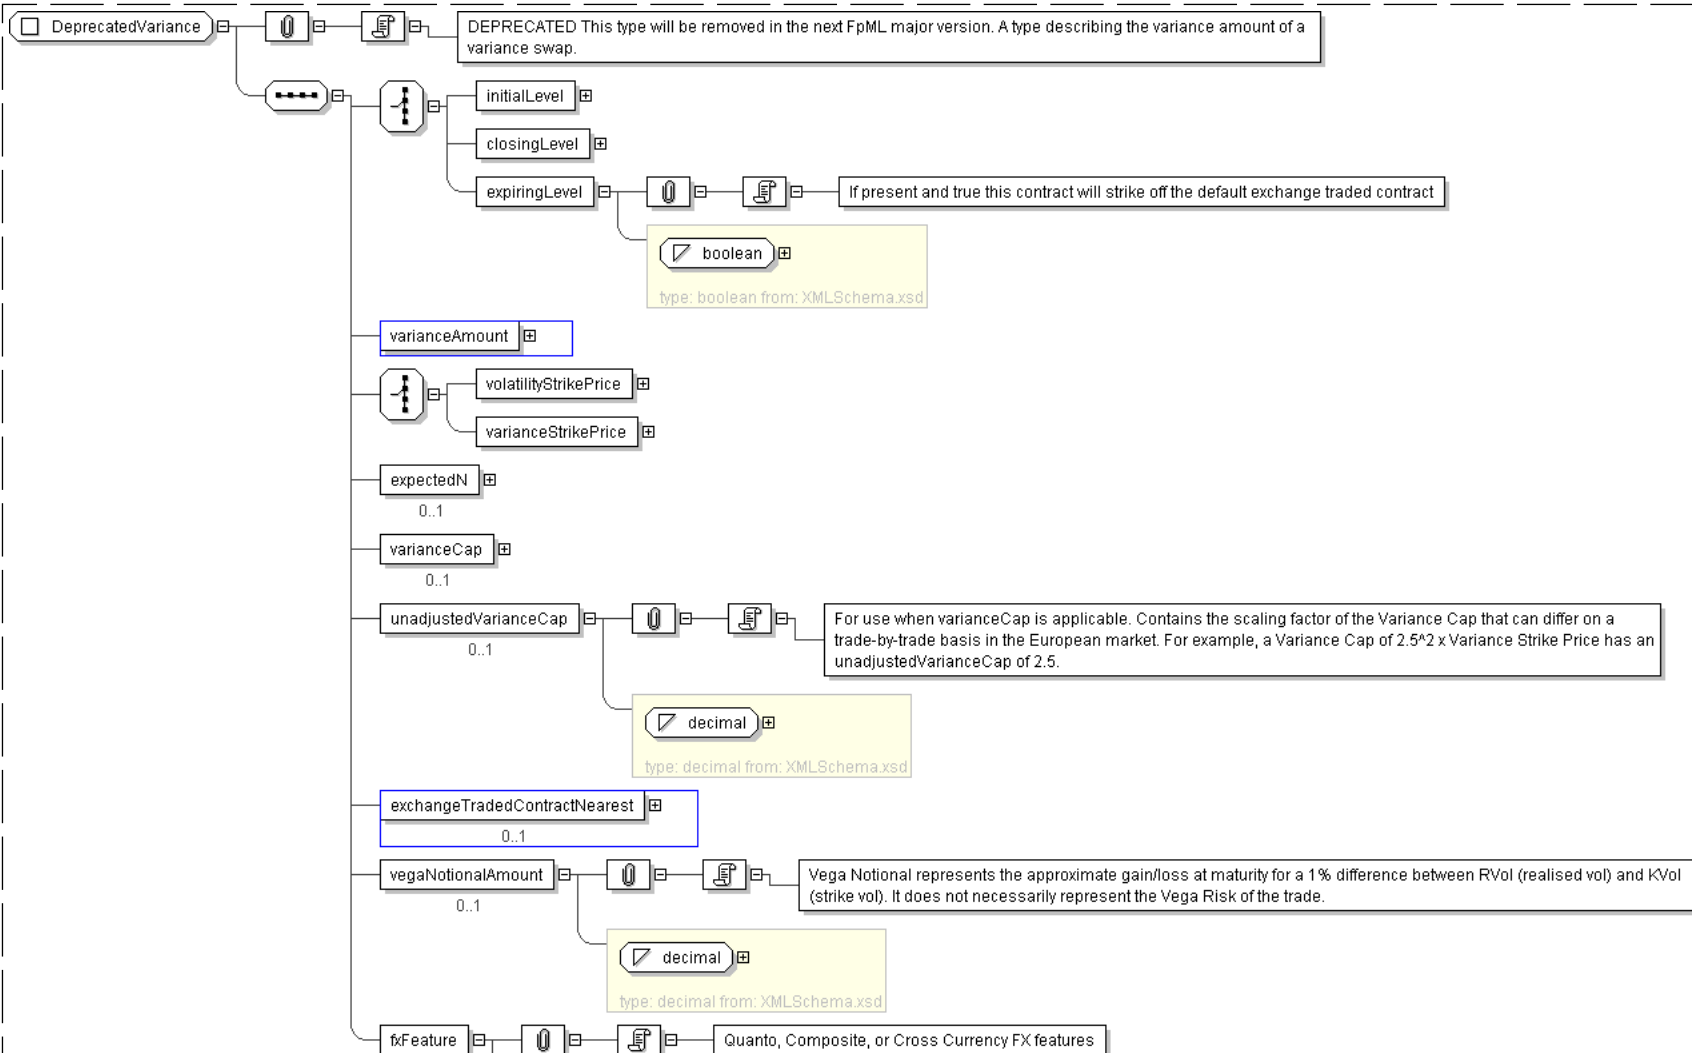 DeprecatedVariance
DEPRECATED This type will be removed in the next FpML major version. A type describing the variance amount of a
variance swap.
initialLevel
closingLevel
expiringLevel
If present and true this contract will strike off the default exchange traded contract
boolean
type: boolean from: XMLSchema.xsd
varianceAmount
volatilityStrikePrice
varianceStrikePrice
expectedN
0..1
varianceCap
0..1
unadjustedVarianceCap
0..1
For use when varianceCap is applicable. Contains the scaling factor of the Variance Cap that can differ on a
trade-by-trade basis in the European market. For example, a Variance Cap of 2.5^2 x Variance Strike Price has an
unadjustedVarianceCap of 2.5.
decimal
type: decimal from: XMLSchema.xsd
exchangeTradedContractNearest
0..1
vegaNotionalAmount
0..1
Vega Notional represents the approximate gain/loss at maturity for a 1% difference between RVol (realised vol) and KVol
(strike vol). It does not necessarily represent the Vega Risk of the trade.
decimal
type: decimal from: XMLSchema.xsd
fxFeature
Quanto, Composite, or Cross Currency FX features